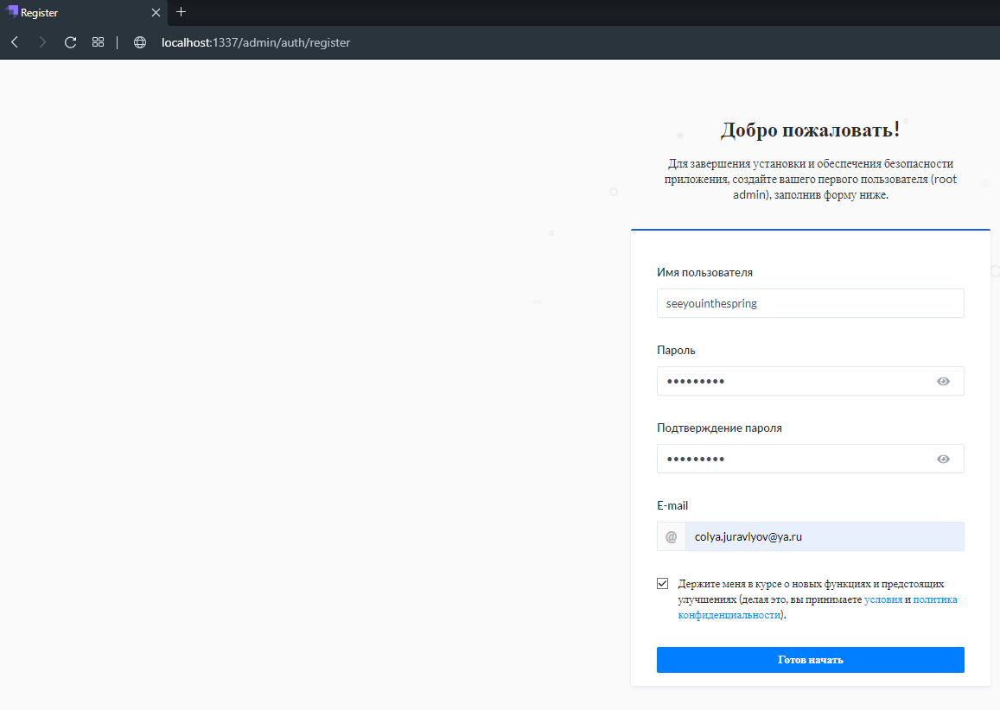 Register
localhost:1337/admin/auth/register
Добро пожаловать!
Для завершения установки и обеспечения безопасности
приложения, создайте вашего первого пользователя (root
admin), заполнив форму ниже.
Имя пользователя
seeyouinthespring
Пароль
•••••••••
Подтверждение пароля
•••••••••
E-mail
@ colya.juravlyov@ya.ru
Держите меня в курсе о новых функциях и предстоящих
улучшениях (делая это, вы принимаете условия и политика
конфиденциальности).
Готов начать